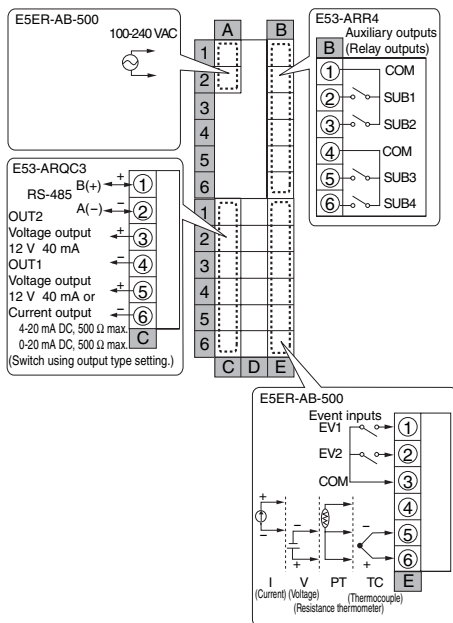 E5ER-AB-500
100-240 VAC
A
B
1
2
3
4
5
6
1
2
3
4
5
6
C D E
E53-ARR4
Auxiliary outputs
(Relay outputs)
B
1 COM
2 SUB1
3 SUB2
4 COM
5 SUB3
6 SUB4
E53-ARQC3
RS-485
B(+) + 1
A(−) − 2
OUT2
Voltage output
12 V 40 mA
+ 3
− 4
OUT1
Voltage output
12 V 40 mA or
Current output
+ 5
− 6
4-20 mA DC, 500 Ω max.
0-20 mA DC, 500 Ω max.
C
(Switch using output type setting.)
E5ER-AB-500
Event inputs
EV1 1
EV2 2
COM 3
4
− 5
+ 6
E
+
−
−
+
I V PT TC
(Current) (Voltage)
(Thermocouple)
(Resistance thermometer)